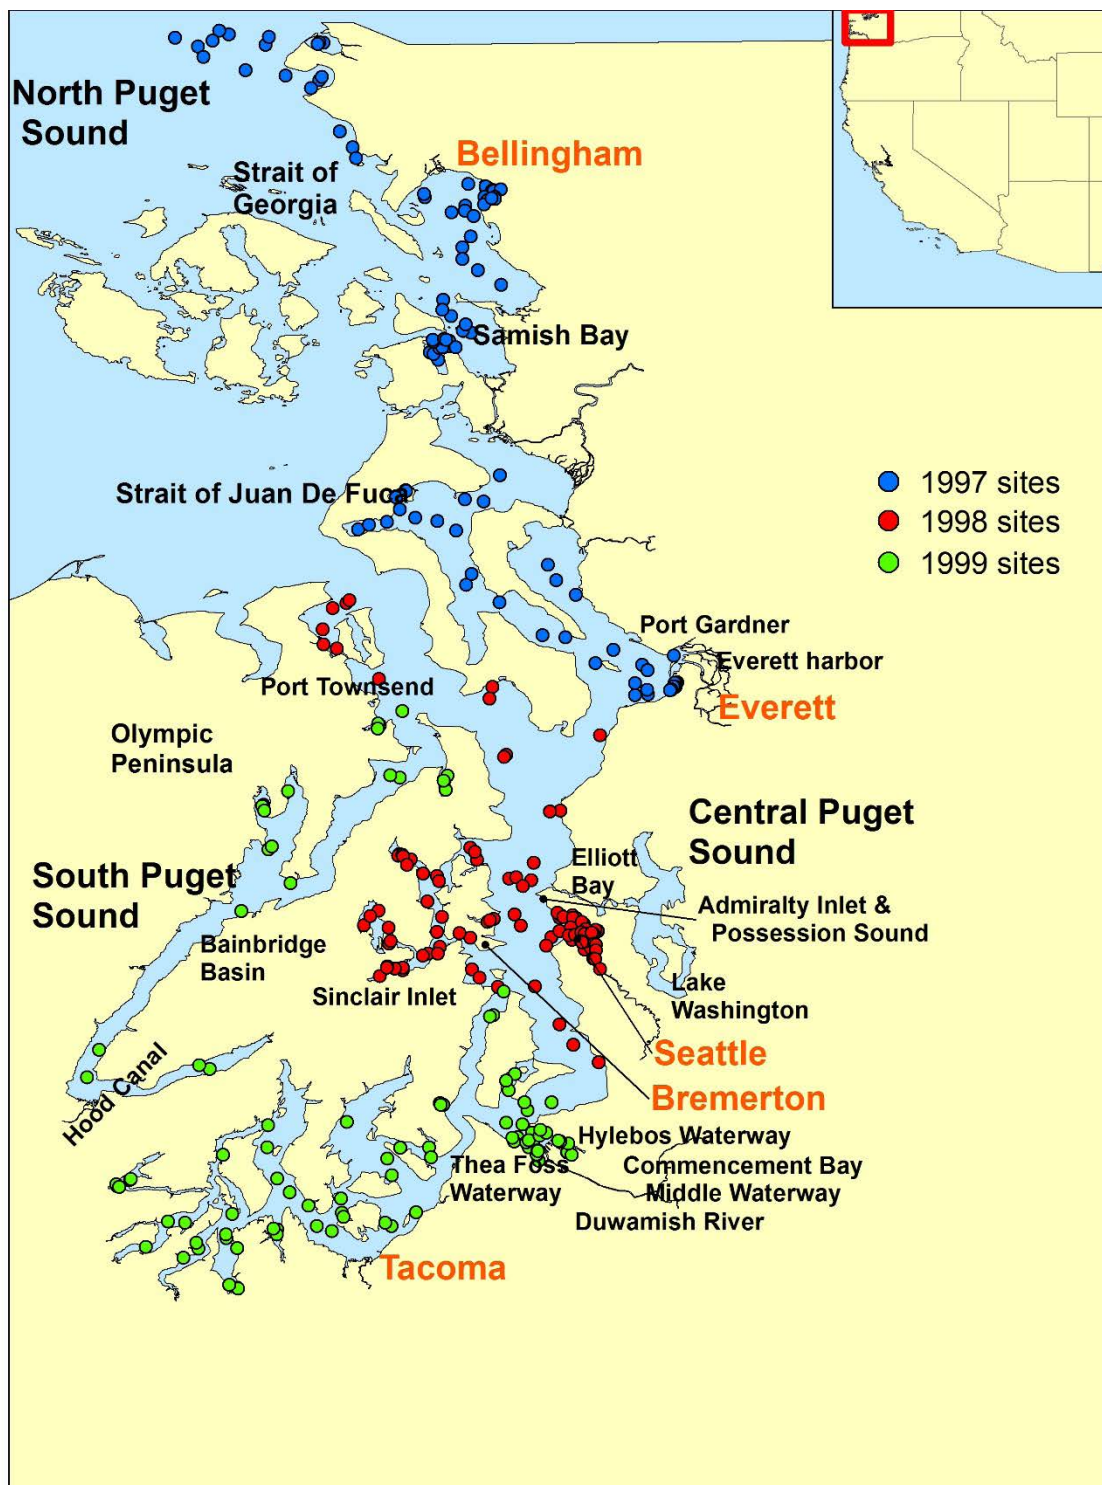 North Puget
Sound
Bellingham
Strait of
Georgia
Samish Bay
Strait of Juan De Fuca
1997 sites
1998 sites
1999 sites
Port Gardner
Everett harbor
Port Townsend
Everett
Olympic
Peninsula
Central Puget
Sound
Elliott
Bay
South Puget
Sound
Admiralty Inlet &
Possession Sound
Bainbridge
Basin
Sinclair Inlet
Lake
Washington
Seattle
Hood Canal
Bremerton
Hylebos Waterway
Thea Foss
Waterway
Commencement Bay
Middle Waterway
Duwamish River
Tacoma